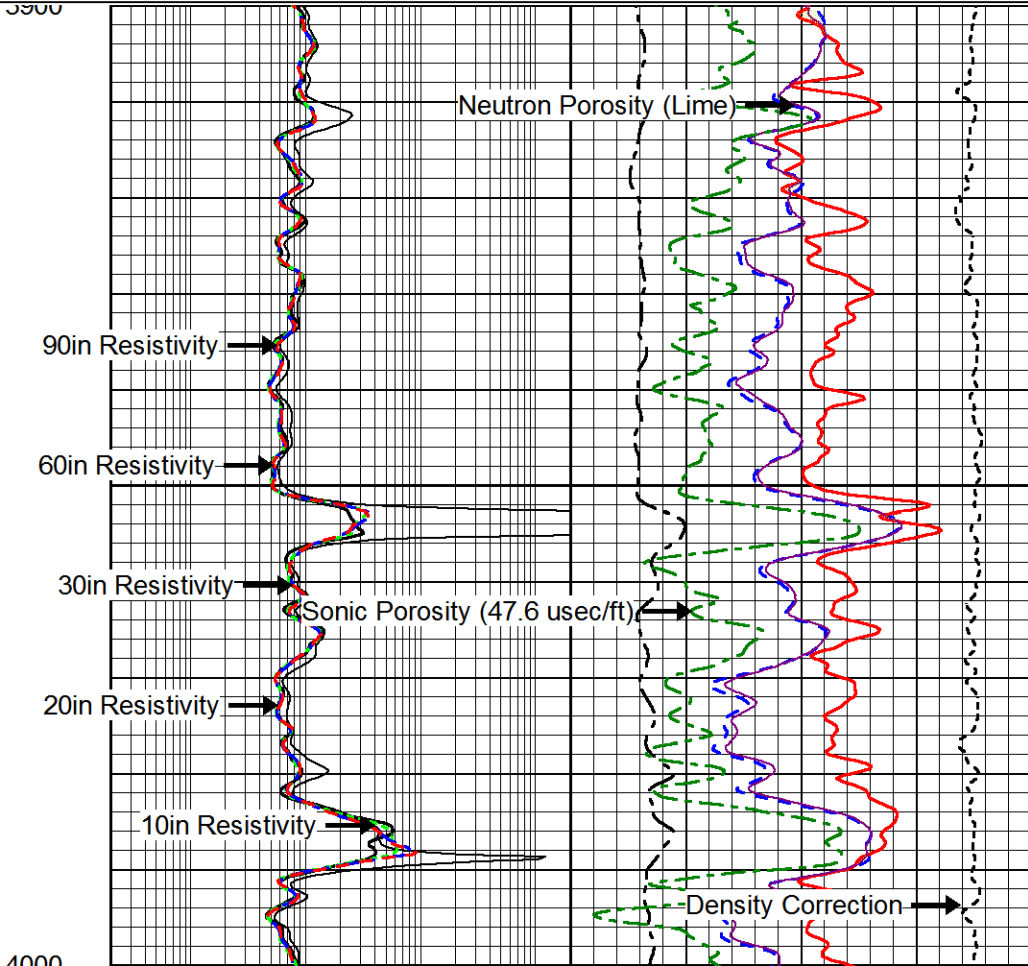 3900
Neutron Porosity (Lime)
90in Resistivity
60in Resistivity
30in Resistivity
Sonic Porosity (47.6 usec/ft)
20in Resistivity
10in Resistivity
Density Correction
4000